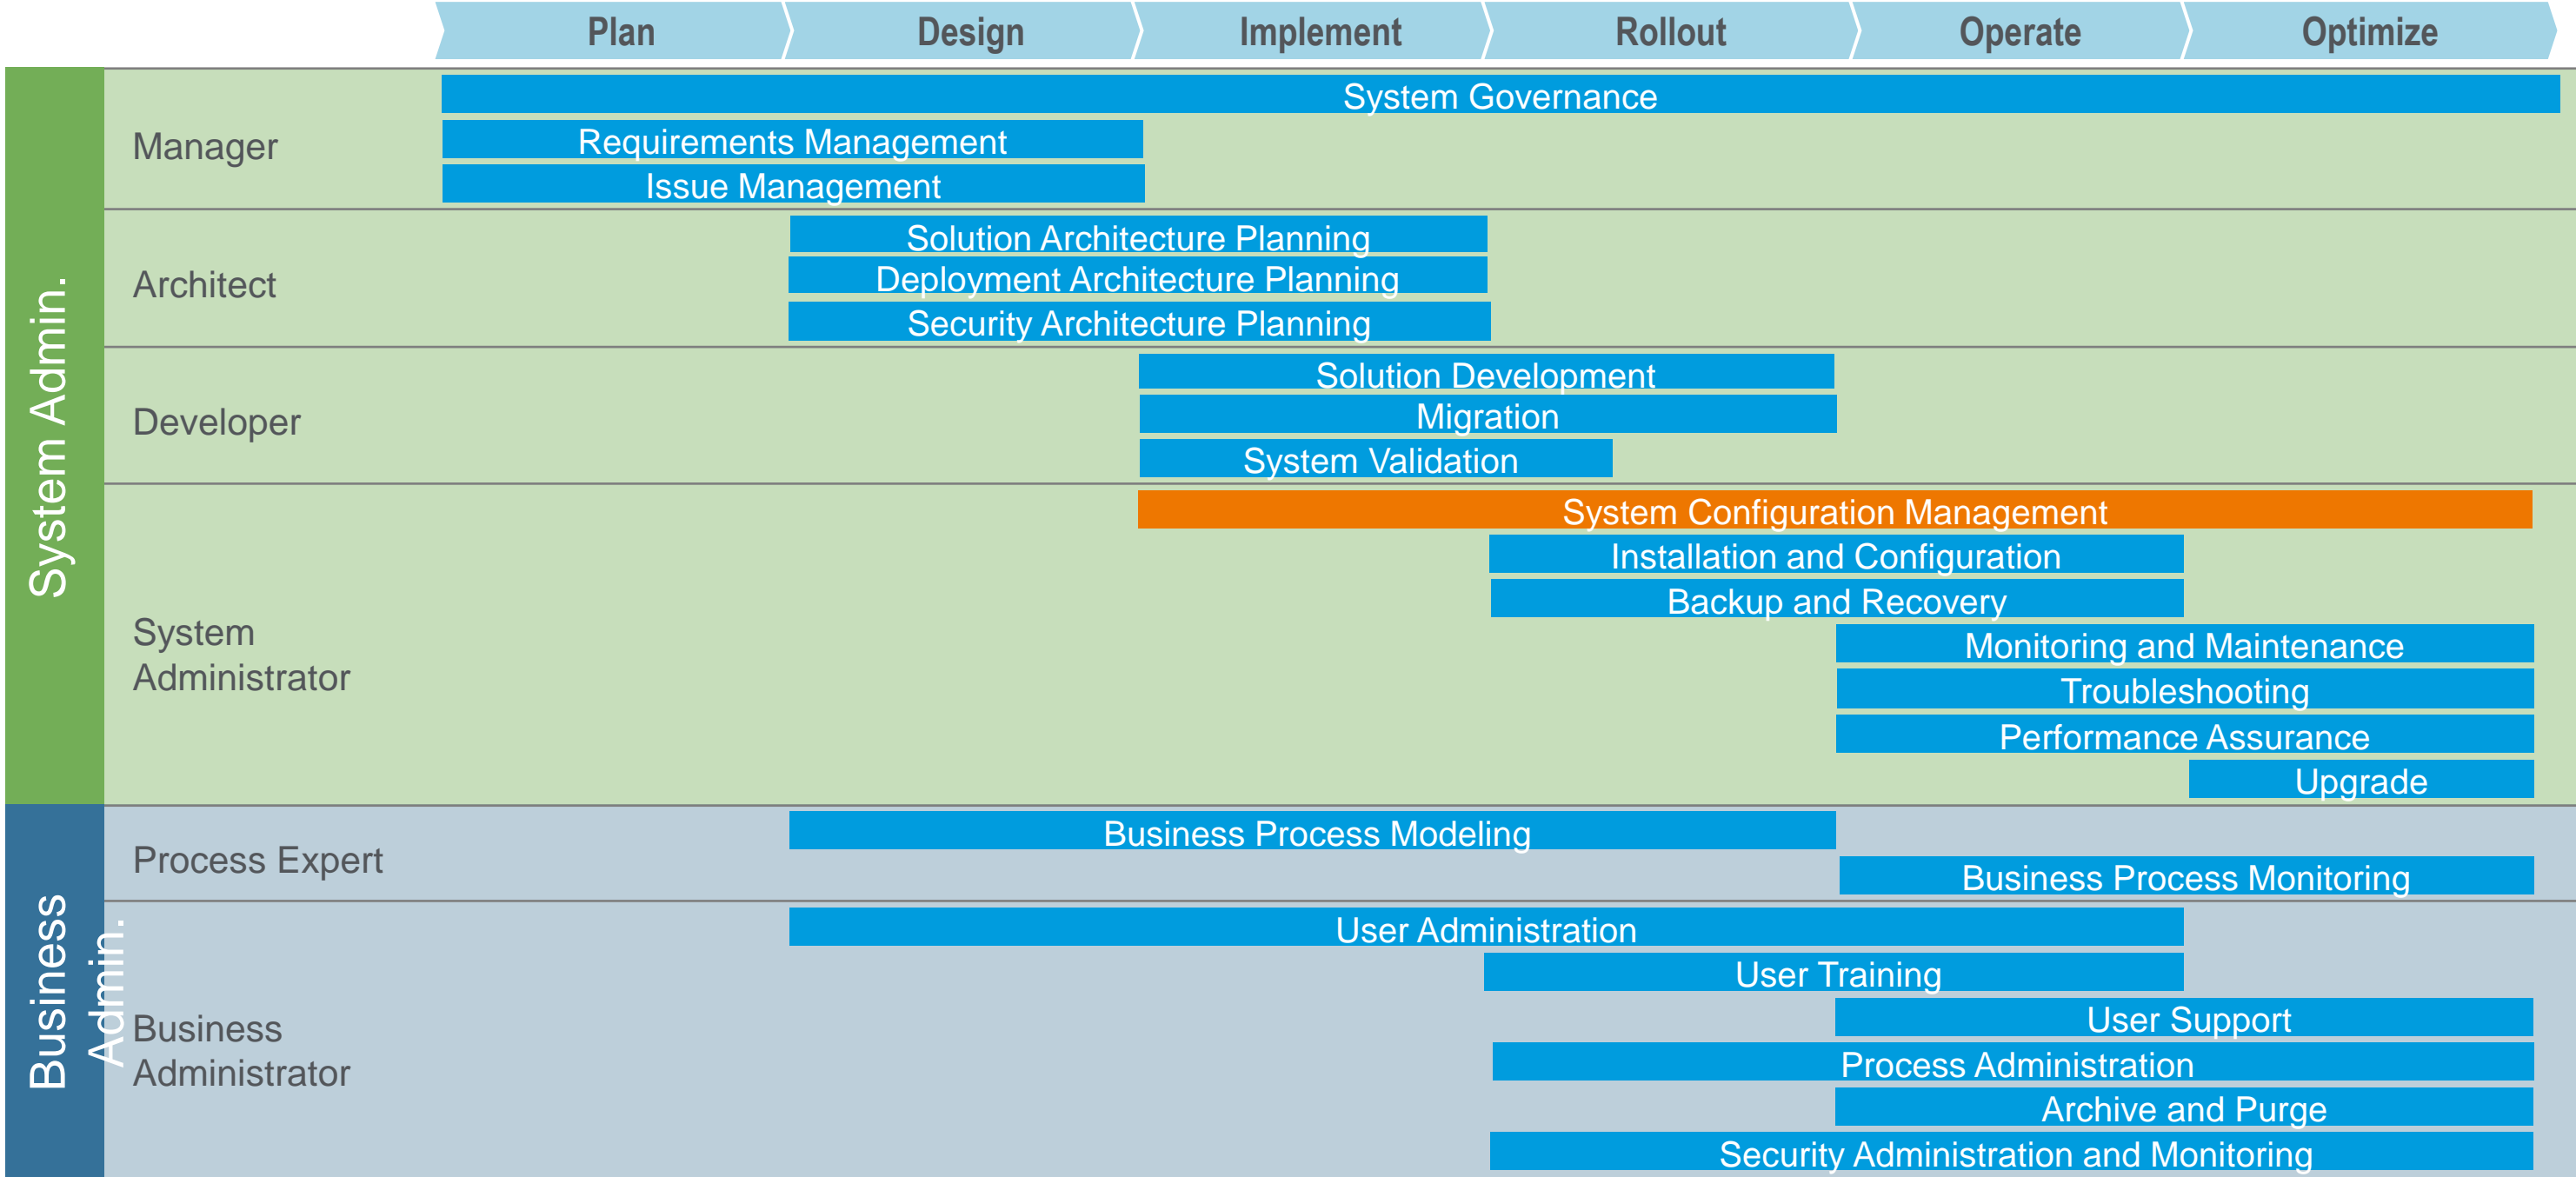 Plan
Design
Implement
Rollout
Operate
Optimize
System Admin.
Manager
System Governance
Requirements Management
Issue Management
Architect
Solution Architecture Planning
Deployment Architecture Planning
Security Architecture Planning
Developer
Solution Development
Migration
System Validation
System
Administrator
System Configuration Management
Installation and Configuration
Backup and Recovery
Monitoring and Maintenance
Troubleshooting
Performance Assurance
Upgrade
Business
Admin.
Process Expert
Business Process Modeling
Business Process Monitoring
Business
Administrator
User Administration
User Training
User Support
Process Administration
Archive and Purge
Security Administration and Monitoring